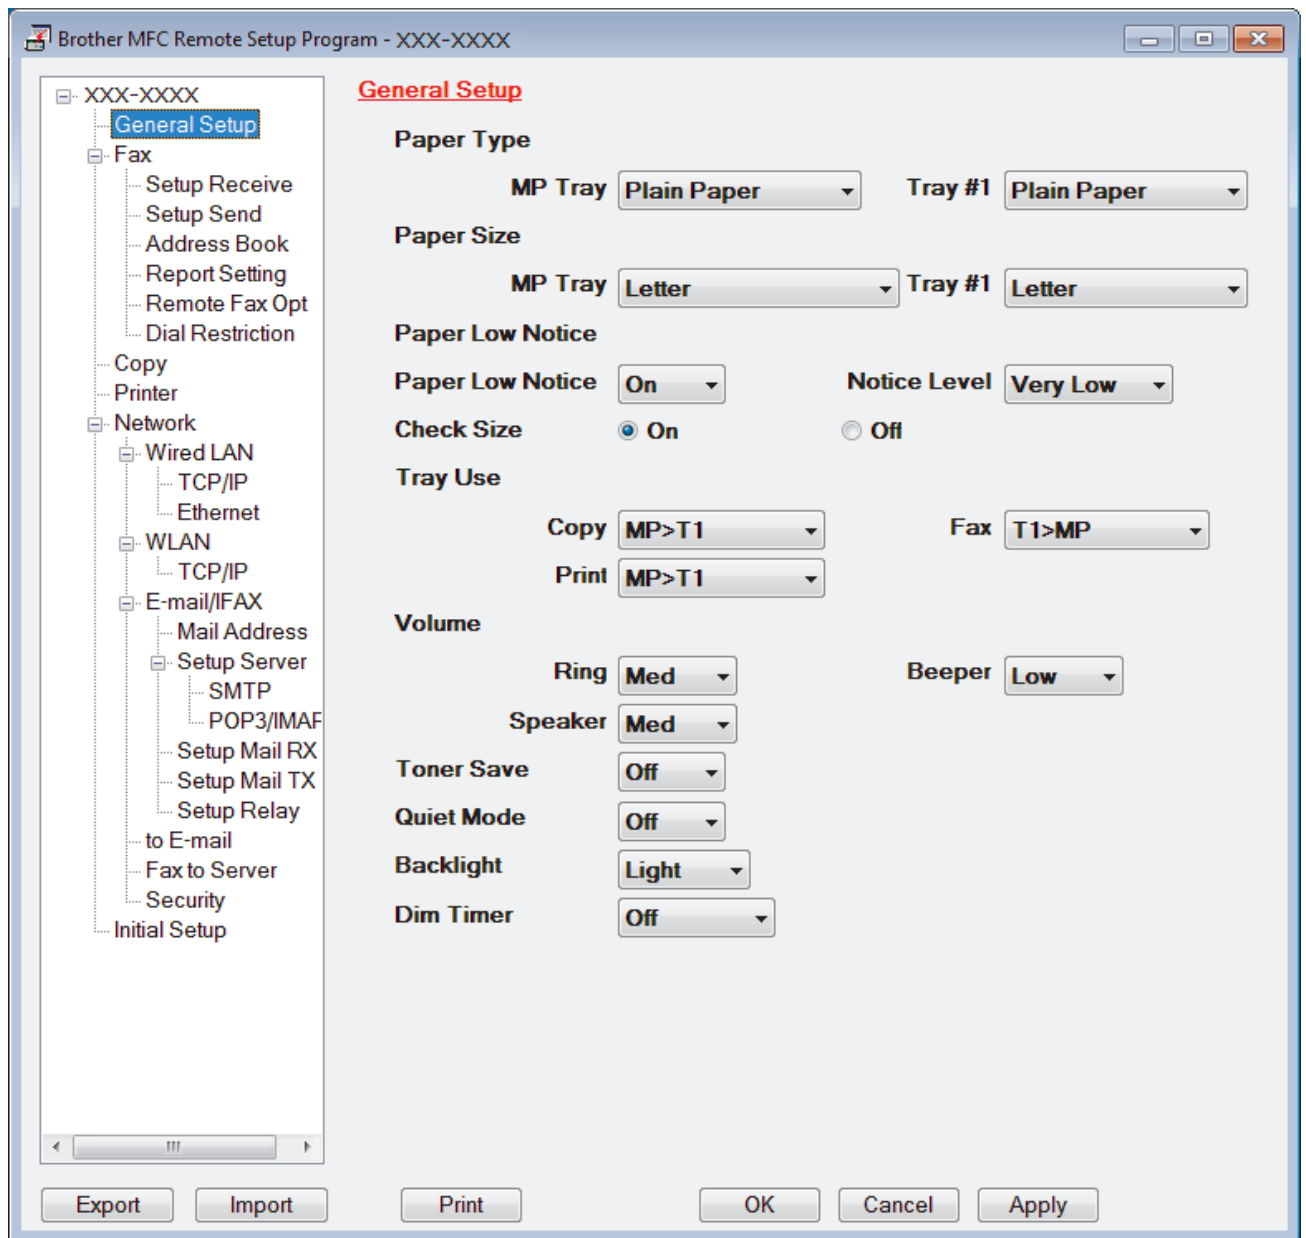 Brother MFC Remote Setup Program - XXX-XXXX
XXX-XXXX
General Setup
Fax
Setup Receive
Setup Send
Address Book
Report Setting
Remote Fax Opt
Dial Restriction
Copy
Printer
Network
Wired LAN
TCP/IP
Ethernet
WLAN
TCP/IP
E-mail/IFAX
Mail Address
Setup Server
SMTP
POP3/IMAP
Setup Mail RX
Setup Mail TX
Setup Relay
to E-mail
Fax to Server
Security
Initial Setup
General Setup
Paper Type
MP Tray Plain Paper Tray #1 Plain Paper
Paper Size
MP Tray Letter Tray #1 Letter
Paper Low Notice
Paper Low Notice On Notice Level Very Low
Check Size On Off
Tray Use
Copy MP>T1 Fax T1>MP
Print MP>T1
Volume
Ring Med Beeper Low
Speaker Med
Toner Save Off
Quiet Mode Off
Backlight Light
Dim Timer Off
Export Import Print OK Cancel Apply